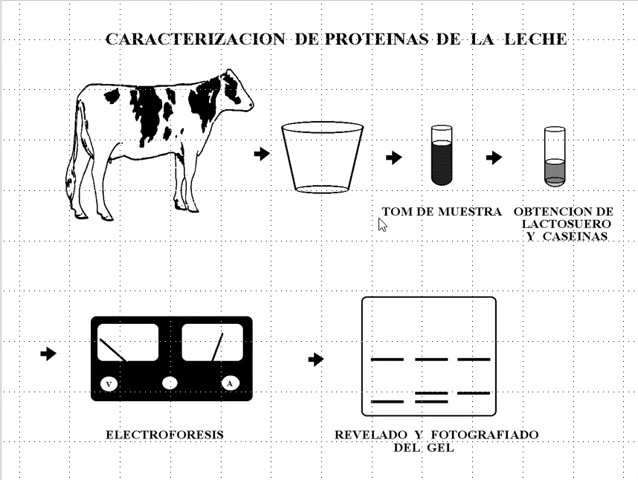 CARACTERIZACION DE PROTEINAS DE LA LECHE
TOM DE MUESTRA
OBTENCION DE
LACTOSUERO
Y CASEINAS
V
A
ELECTROFORESIS
REVELADO Y FOTOGRAFIADO
DEL GEL